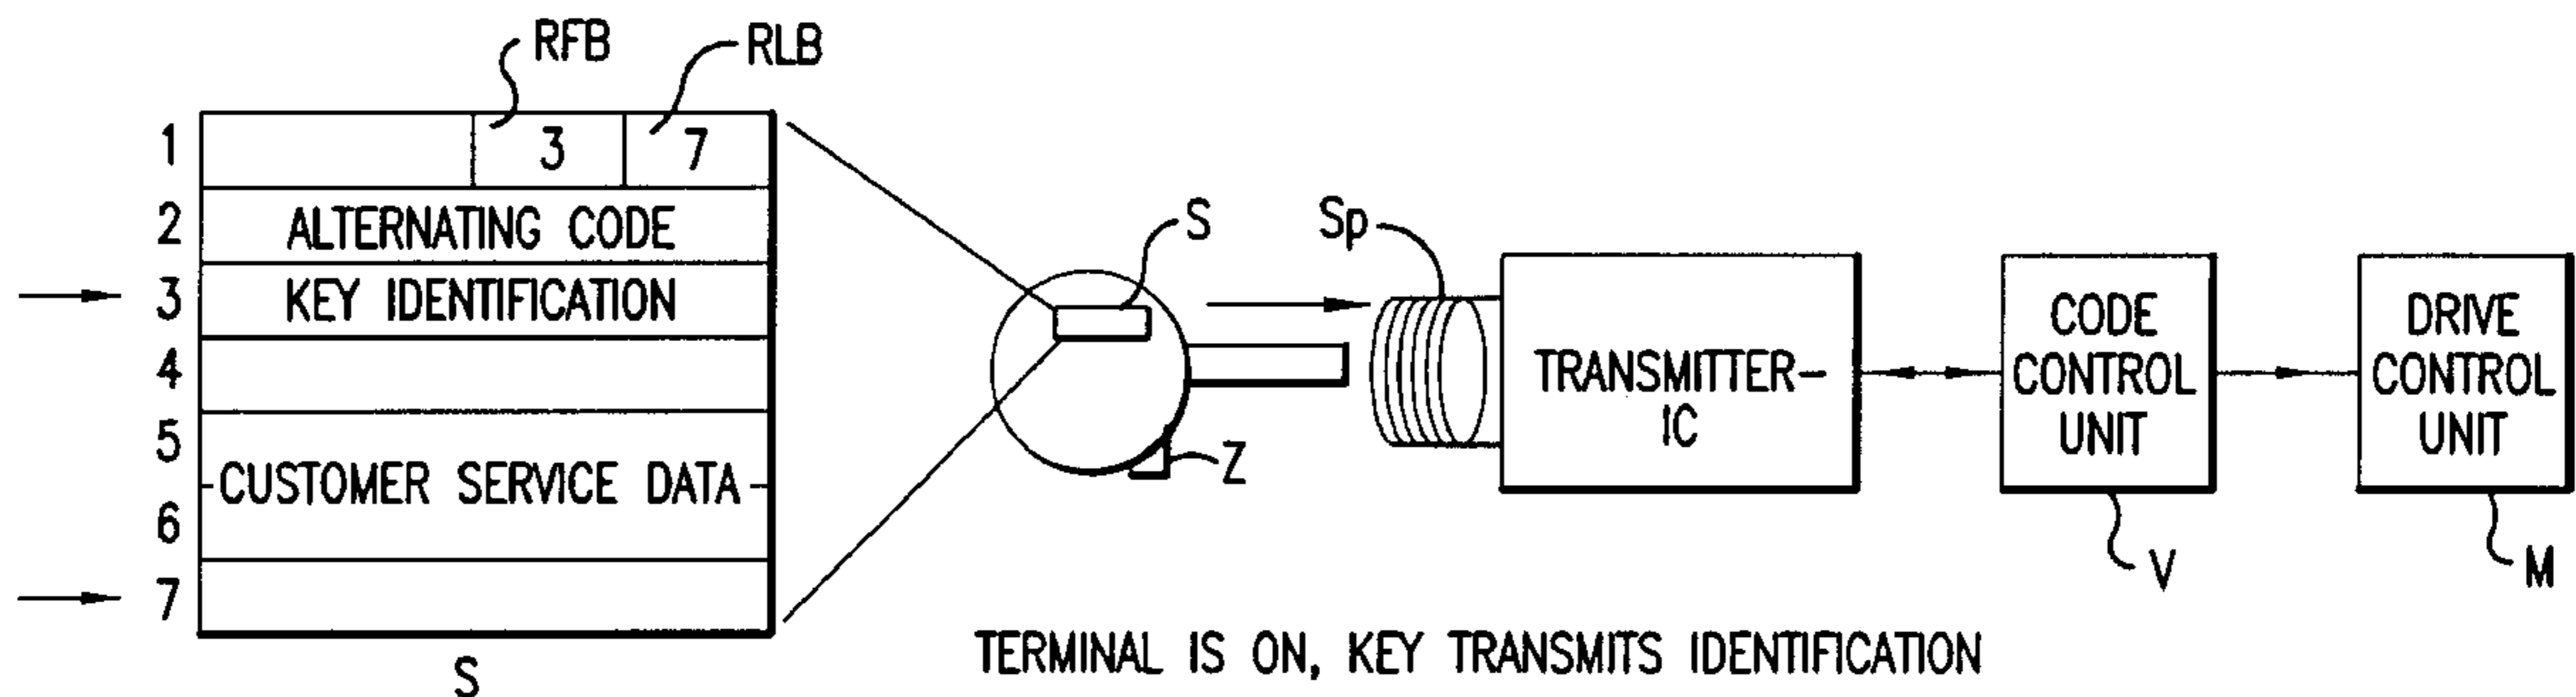 RFB
RLB
1
3
7
2
ALTERNATING CODE
3
KEY IDENTIFICATION
4
5
CUSTOMER SERVICE DATA
6
7
S
S
Z
Sp
TRANSMITTER-
IC
CODE
CONTROL
UNIT
V
DRIVE
CONTROL
UNIT
M
TERMINAL IS ON, KEY TRANSMITS IDENTIFICATION